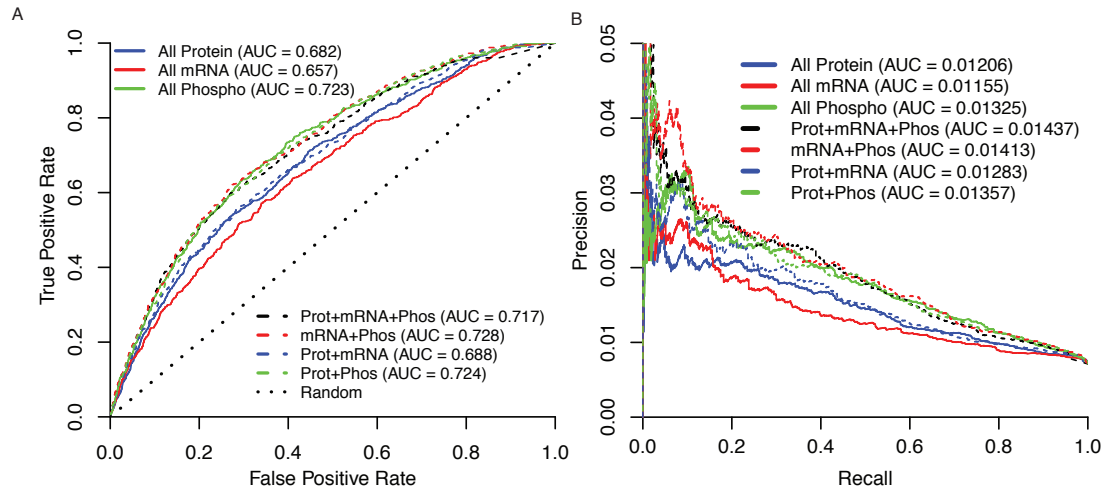 A
All Protein (AUC = 0.682)
All mRNA (AUC = 0.657)
All Phospho (AUC = 0.723)
Prot+mRNA+Phos (AUC = 0.717)
mRNA+Phos (AUC = 0.728)
Prot+mRNA (AUC = 0.688)
Prot+Phos (AUC = 0.724)
Random
True Positive Rate
0.0 0.2 0.4 0.6 0.8 1.0
0.0 0.2 0.4 0.6 0.8 1.0
False Positive Rate
B
All Protein (AUC = 0.01206)
All mRNA (AUC = 0.01155)
All Phospho (AUC = 0.01325)
Prot+mRNA+Phos (AUC = 0.01437)
mRNA+Phos (AUC = 0.01413)
Prot+mRNA (AUC = 0.01283)
Prot+Phos (AUC = 0.01357)
Precision
0.00 0.01 0.02 0.03 0.04 0.05
0.0 0.2 0.4 0.6 0.8 1.0
Recall